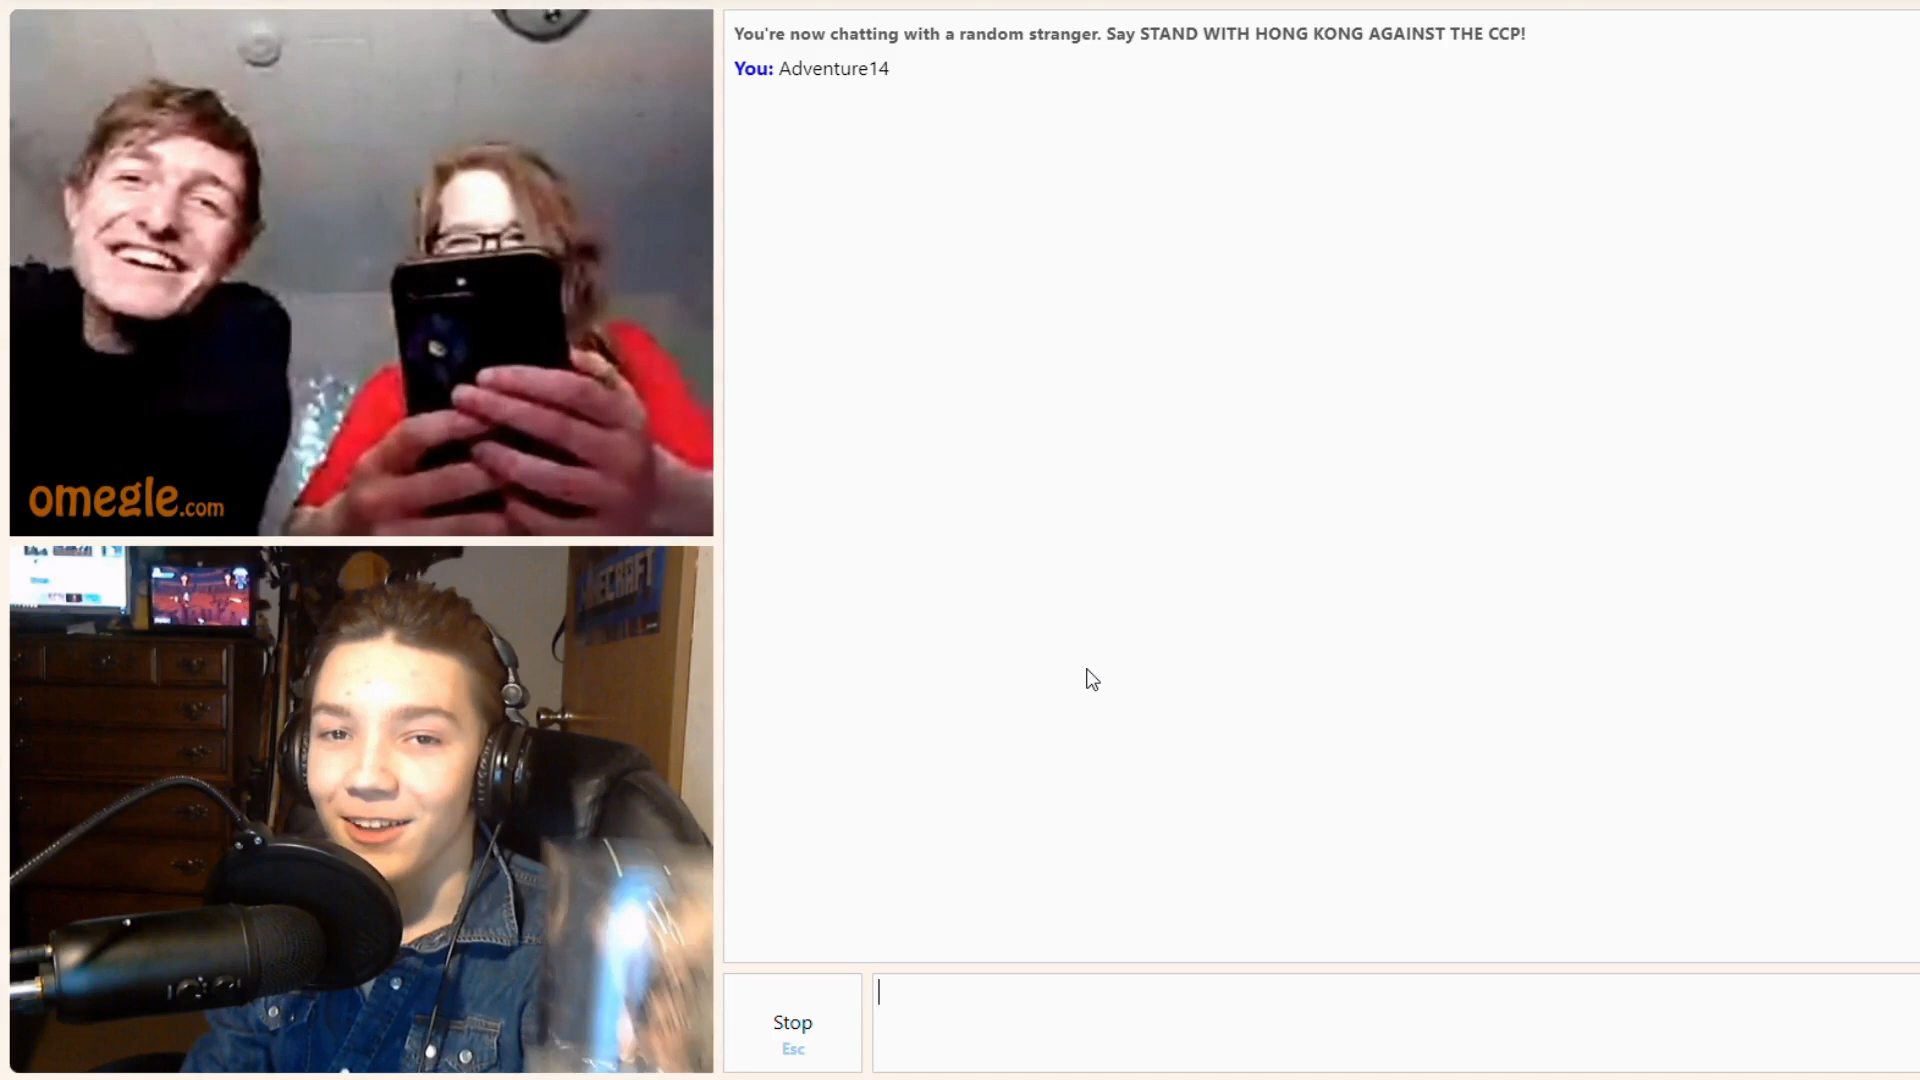 You're now chatting with a random stranger. Say STAND WITH HONG KONG AGAINST THE CCP!
You: Adventure14
omegle.com
MINECRAFT
Stop
Esc